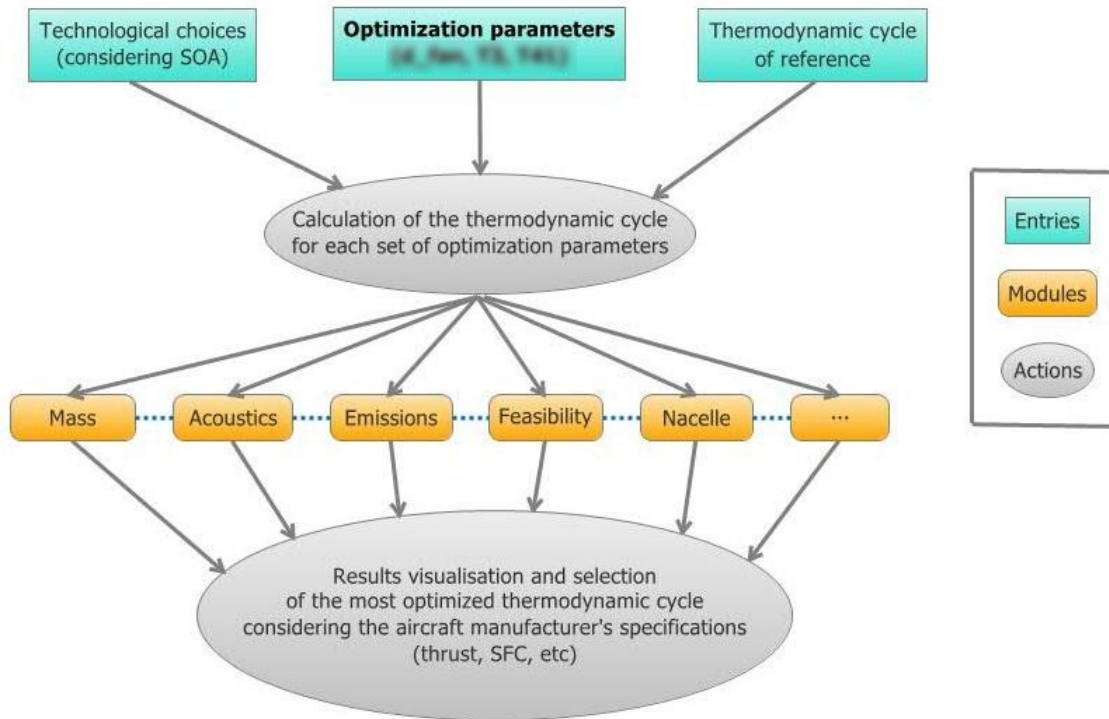 Technological choices
(considering SOA)
Optimization parameters
Thermodynamic cycle
of reference
Calculation of the thermodynamic cycle
for each set of optimization parameters
Entries
Modules
Actions
Mass
Acoustics
Emissions
Feasibility
Nacelle
...
Results visualisation and selection
of the most optimized thermodynamic cycle
considering the aircraft manufacturer's specifications
(thrust, SFC, etc)